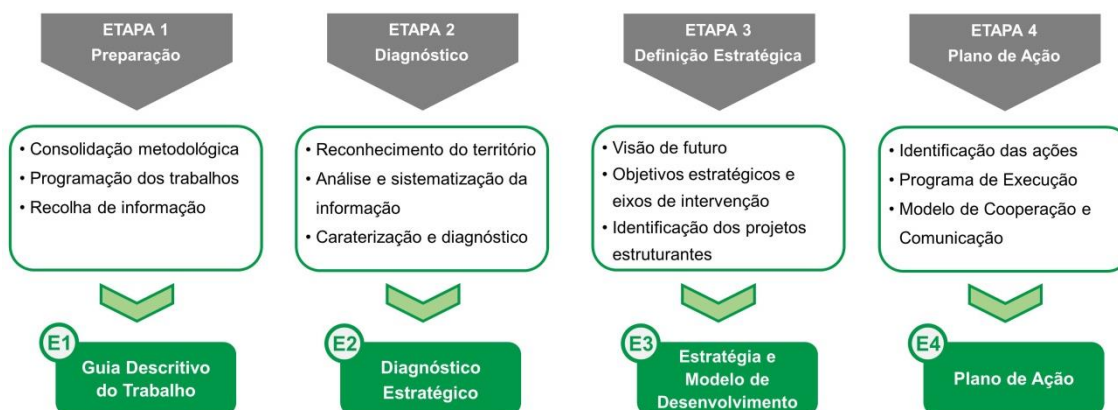 ETAPA 1
Preparação
• Consolidação metodológica
• Programação dos trabalhos
• Recolha de informação
E1
Guia Descritivo
do Trabalho
ETAPA 2
Diagnóstico
• Reconhecimento do território
• Análise e sistematização da
informação
• Caraterização e diagnóstico
E2
Diagnóstico
Estratégico
ETAPA 3
Definição Estratégica
• Visão de futuro
• Objetivos estratégicos e
eixos de intervenção
• Identificação dos projetos
estruturantes
E3
Estratégia e
Modelo de
Desenvolvimento
ETAPA 4
Plano de Ação
• Identificação das ações
• Programa de Execução
• Modelo de Cooperação e
Comunicação
E4
Plano de Ação